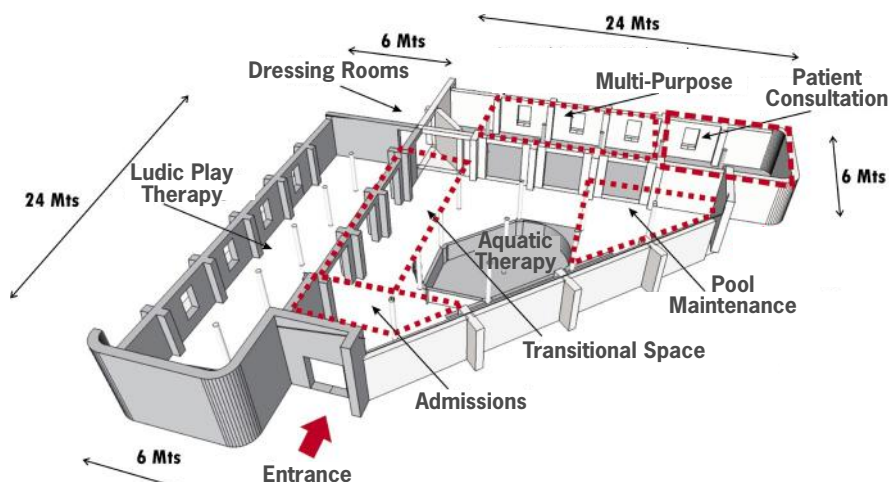 24 Mts
6 Mts
Dressing Rooms
Multi-Purpose
Patient
Consultation
24 Mts
Ludic Play
Therapy
6 Mts
Aquatic
Therapy
Pool
Maintenance
Transitional Space
Admissions
6 Mts
Entrance